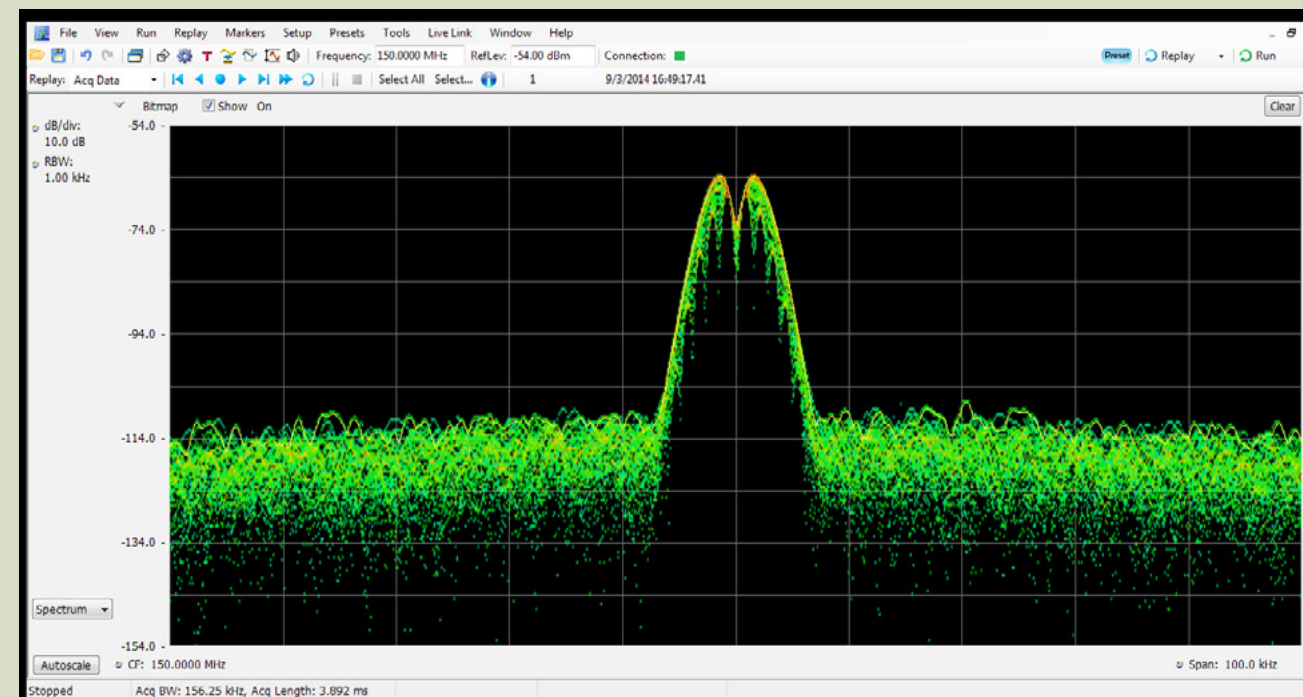 File View Run Replay Markers Setup Presets Tools Live Link Window Help
T Frequency: 150.0000 MHz RefLev: -54.00 dBm Connection: Preset Replay Run
Replay: Acq Data Select All Select... 1 9/3/2014 16:49:17.41
Bitmap Show On Clear
dB/div: -54.0
10.0 dB
RBW:
1.00 kHz
-74.0
-94.0
-114.0
-134.0
Spectrum
-154.0
Autoscale CF: 150.0000 MHz Span: 100.0 kHz
Stopped Acq BW: 156.25 kHz, Acq Length: 3.892 ms